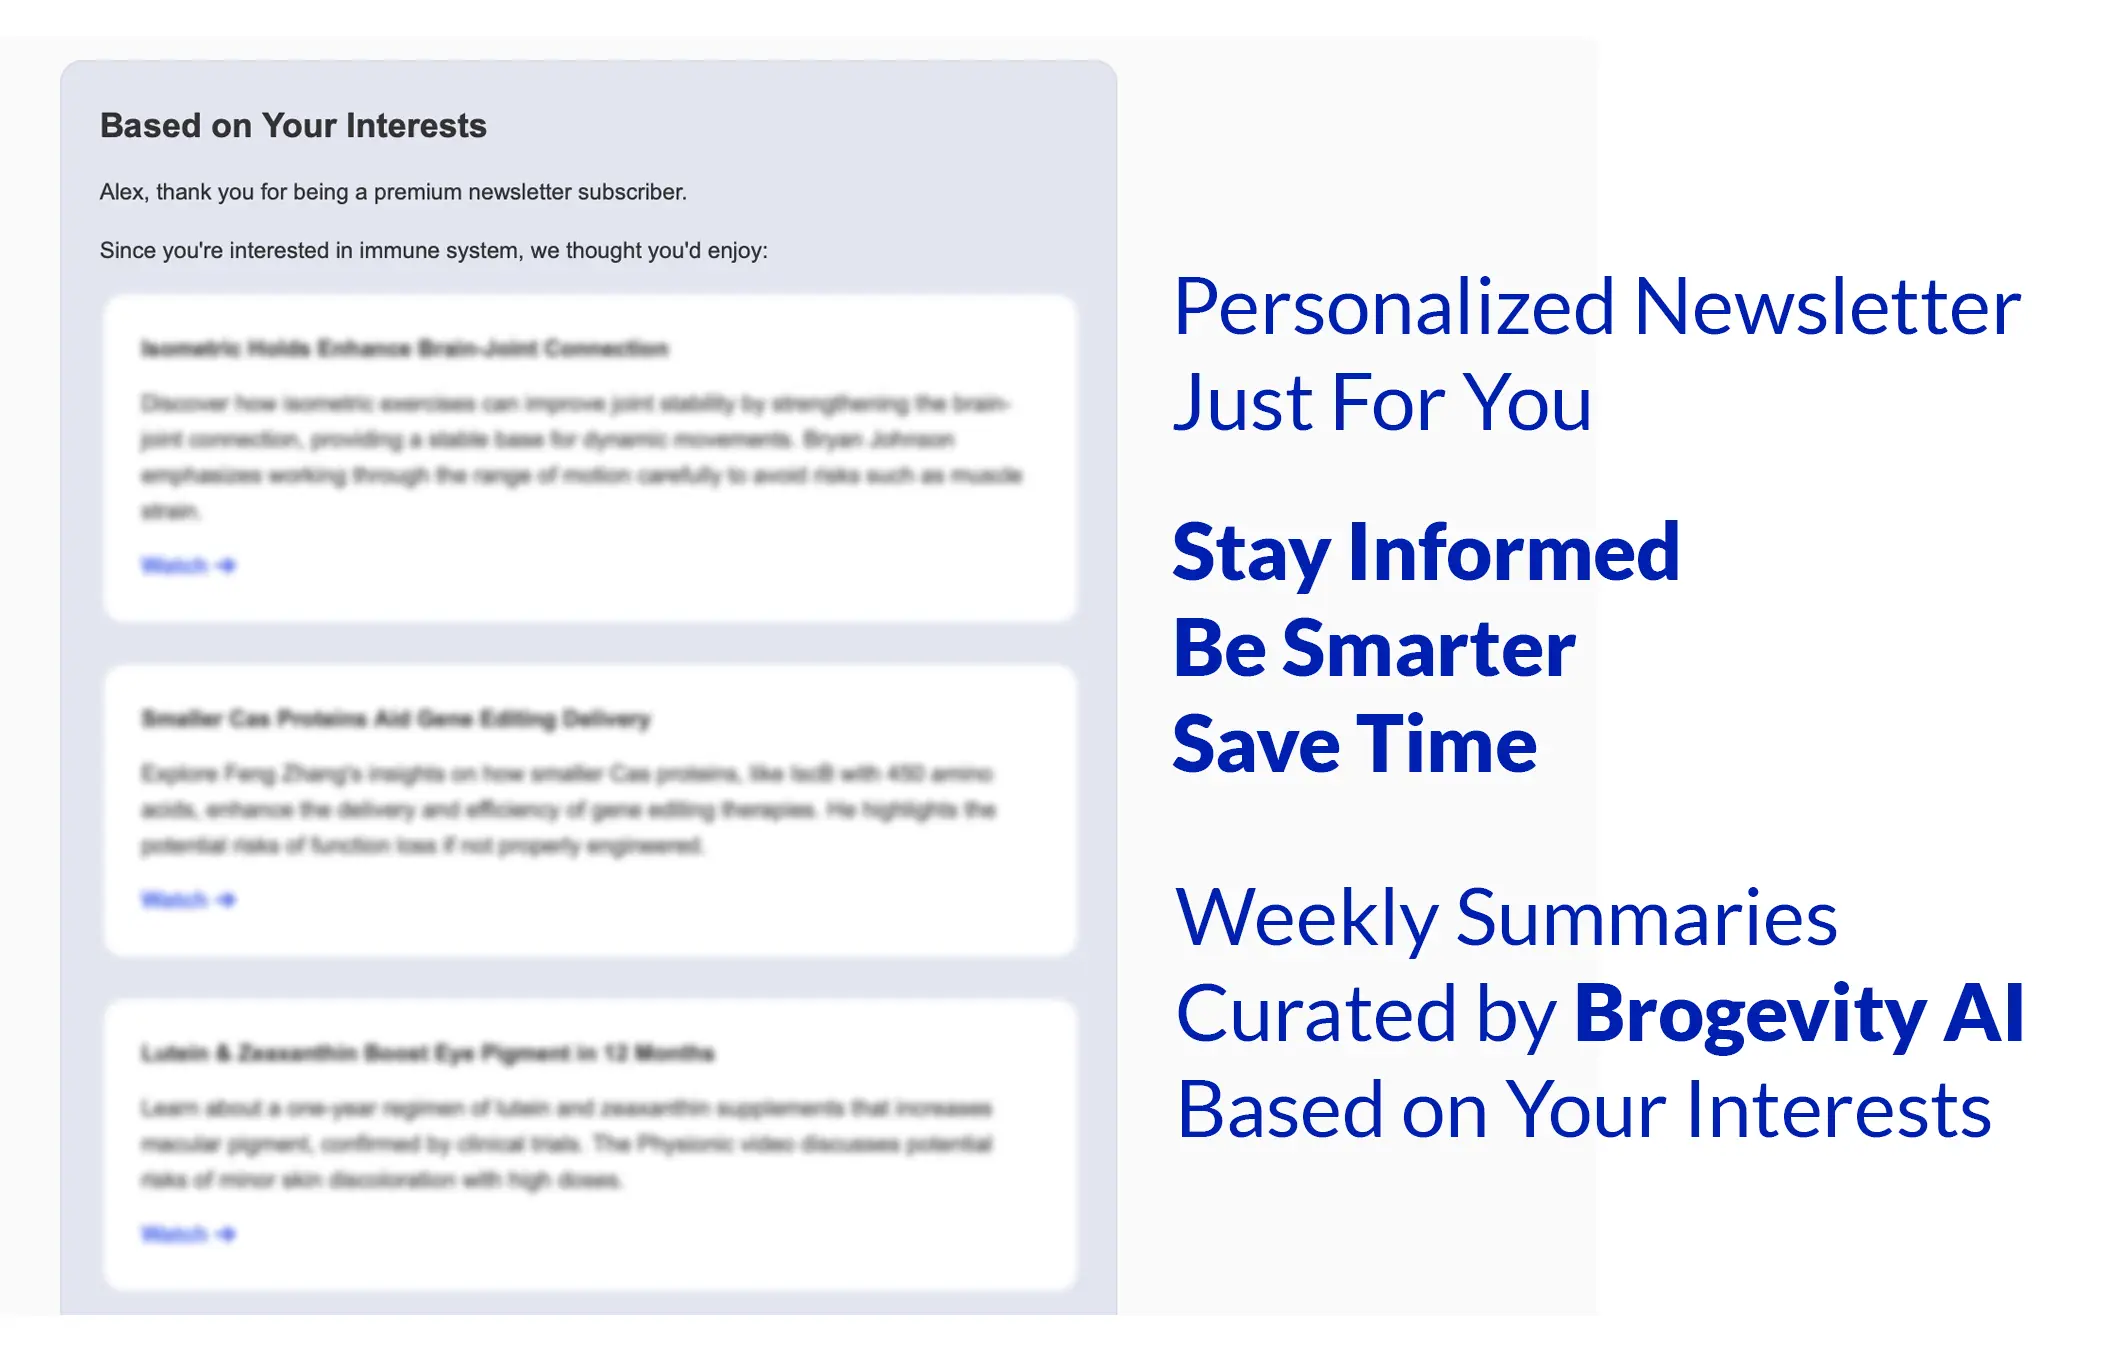 Based on Your Interests
Alex, thank you for being a premium newsletter subscriber.
Since you're interested in immune system, we thought you'd enjoy:
Isometric Holds Enhance Brain-Joint Connection
Discover how isometric exercises can improve joint stability by strengthening the brain-
joint connection, providing a stable base for dynamic movements. Bryan Johnson
emphasizes working through the range of motion carefully to avoid risks such as muscle
strain.
Watch →
Smaller Cas Proteins Aid Gene Editing Delivery
Explore Feng Zhang's insights on how smaller Cas proteins, like IscB with 450 amino
acids, enhance the delivery and efficiency of gene editing therapies. He highlights the
potential risks of function loss if not properly engineered.
Watch →
Lutein & Zeaxanthin Boost Eye Pigment in 12 Months
Learn about a one-year regimen of lutein and zeaxanthin supplements that increases
macular pigment, confirmed by clinical trials. The Physionic video discusses potential
risks of minor skin discoloration with high doses.
Watch →
Personalized Newsletter
Just For You
Stay Informed
Be Smarter
Save Time
Weekly Summaries
Curated by Brogevity AI
Based on Your Interests